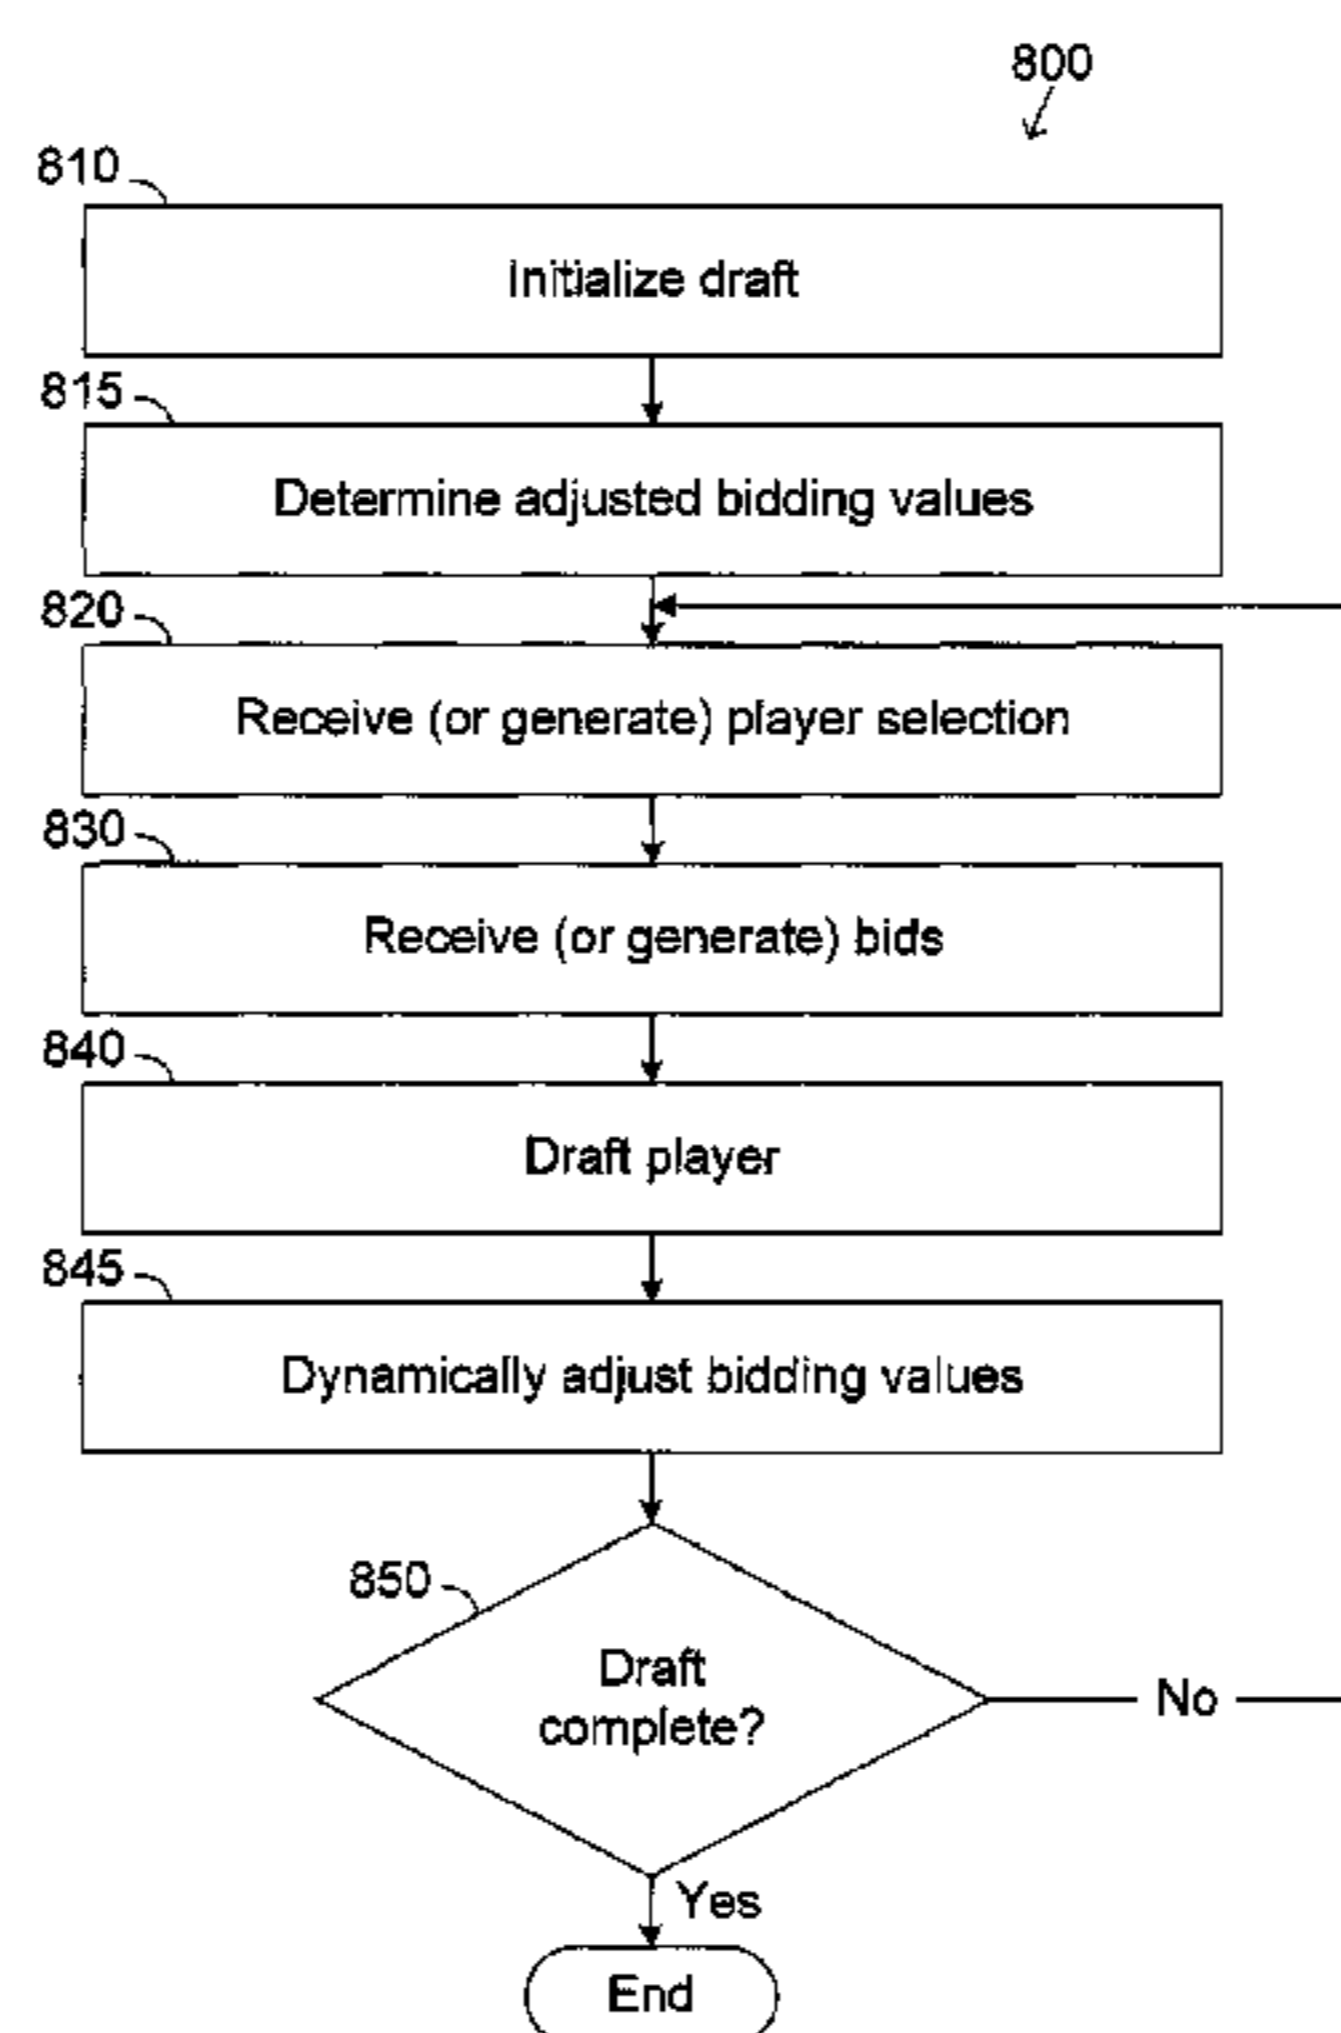 800
810
Initialize draft
815
Determine adjusted bidding values
820
Receive (or generate) player selection
830
Receive (or generate) bids
840
Draft player
845
Dynamically adjust bidding values
850
Draft
complete?
No
Yes
End